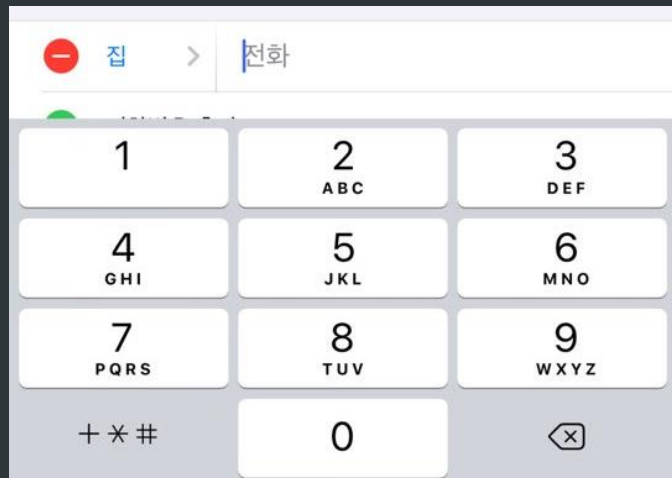 집 전화
1 2 3
ABC DEF
4 5 6
GHI JKL MNO
7 8 9
PQRS TUV WXYZ
+*# 0